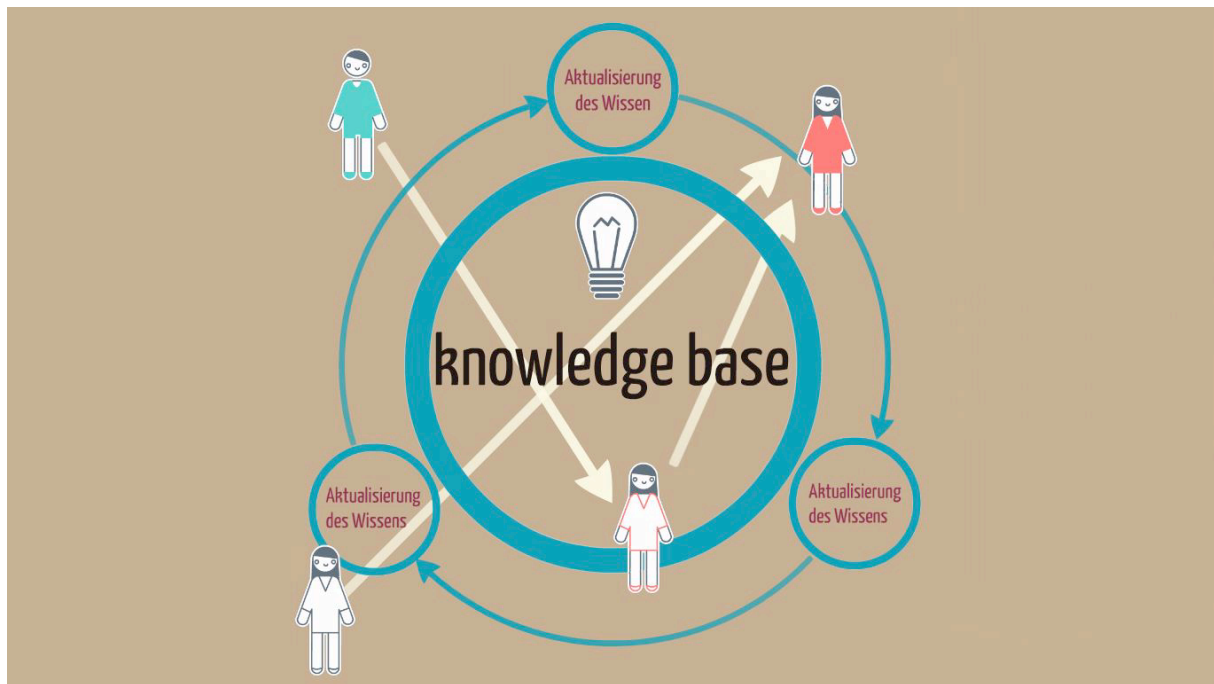 Aktualisierung
des Wissen
knowledge base
Aktualisierung
des Wissens
Aktualisierung
des Wissens